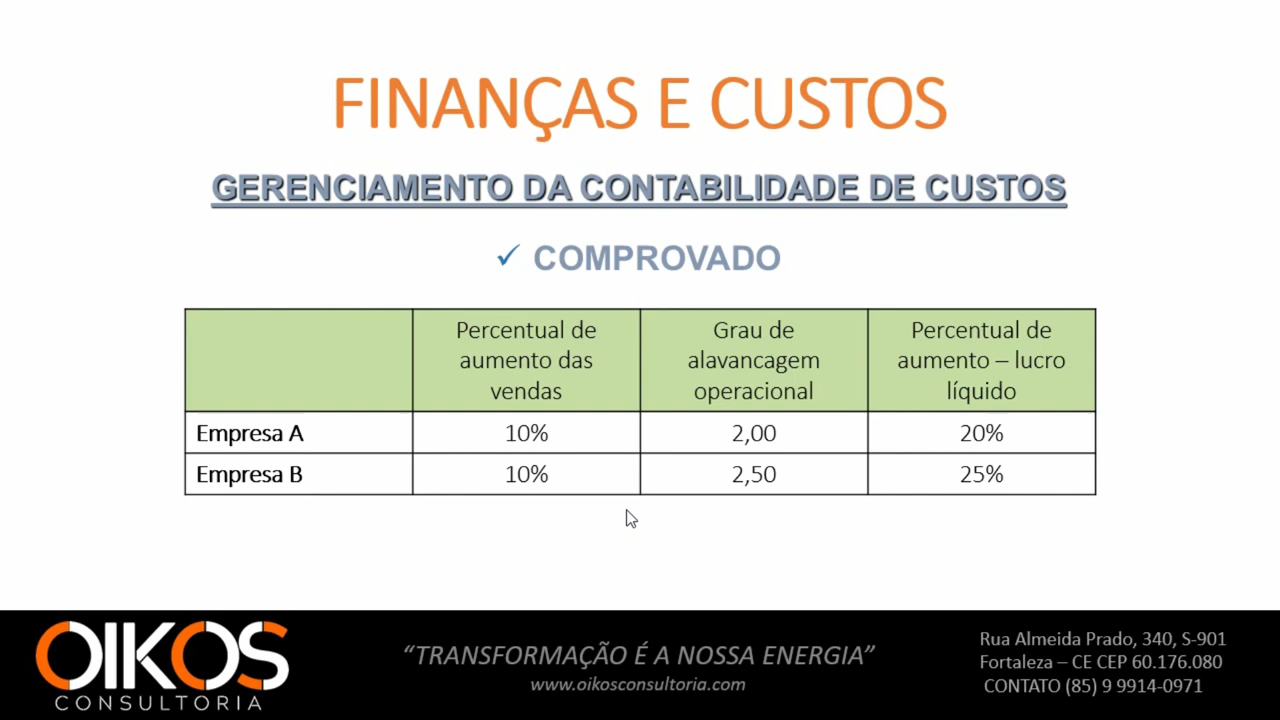 FINANÇAS E CUSTOS
GERENCIAMENTO DA CONTABILIDADE DE CUSTOS
✓ COMPROVADO
Percentual de
aumento das
vendas
Grau de
alavancagem
operacional
Percentual de
aumento – lucro
líquido
Empresa A 10% 2,00 20%
Empresa B 10% 2,50 25%
OIKOS
CONSULTORIA
“TRANSFORMAÇÃO É A NOSSA ENERGIA”
www.oikosconsultoria.com
Rua Almeida Prado, 340, S-901
Fortaleza – CE CEP 60.176.080
CONTATO (85) 9 9914-0971